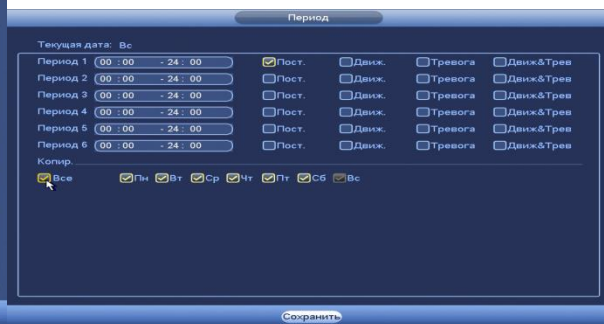 Период
Текущая дата: Вс
Период 1 00 :00 - 24: 00 Пост. Движ. Тревога Движ&Трев
Период 2 00 :00 - 24: 00 Пост. Движ. Тревога Движ&Трев
Период 3 00 :00 - 24: 00 Пост. Движ. Тревога Движ&Трев
Период 4 00 :00 - 24: 00 Пост. Движ. Тревога Движ&Трев
Период 5 00 :00 - 24: 00 Пост. Движ. Тревога Движ&Трев
Период 6 00 :00 - 24: 00 Пост. Движ. Тревога Движ&Трев
Копир.
Все Пн Вт Ср Чт Пт Сб Вс
Сохранить